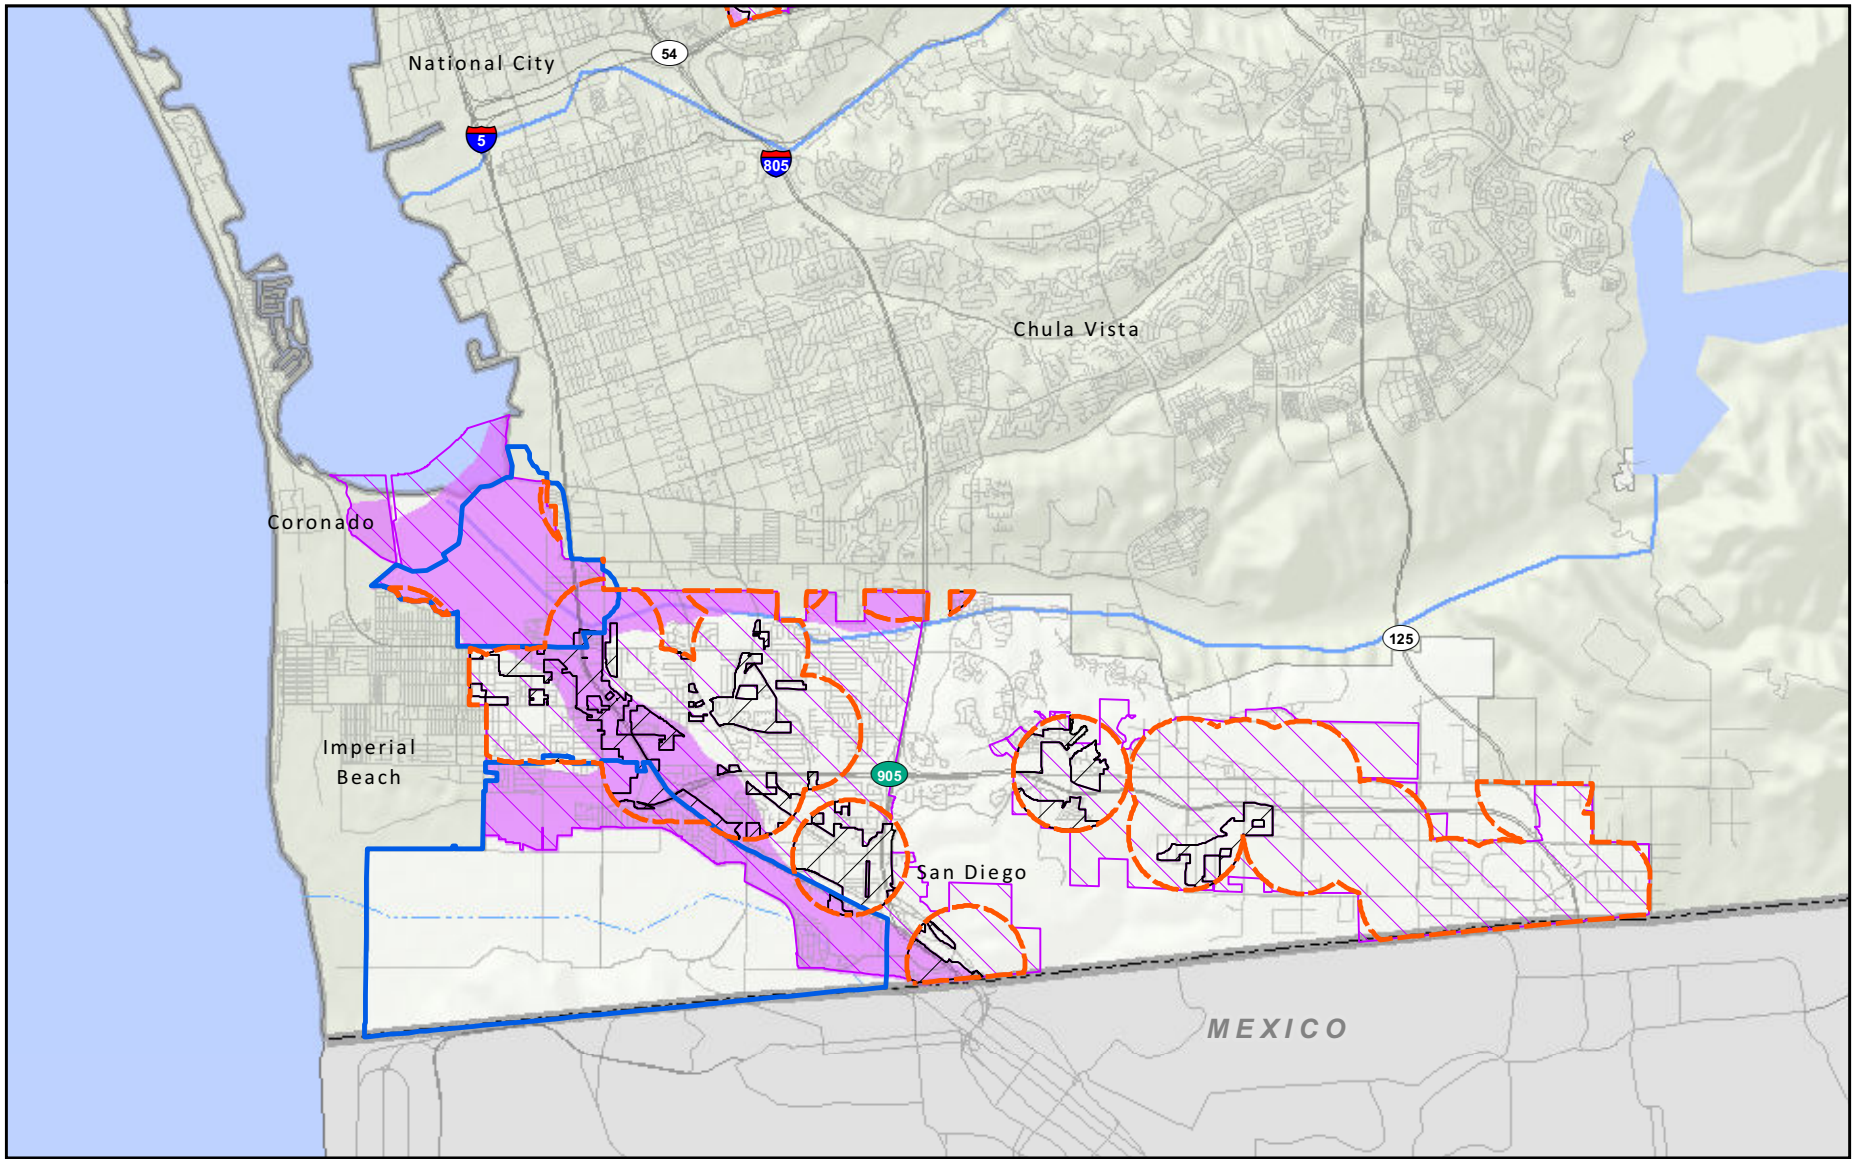 National City
54
5
805
Chula Vista
Coronado
125
Imperial
Beach
905
San Diego
MEXICO